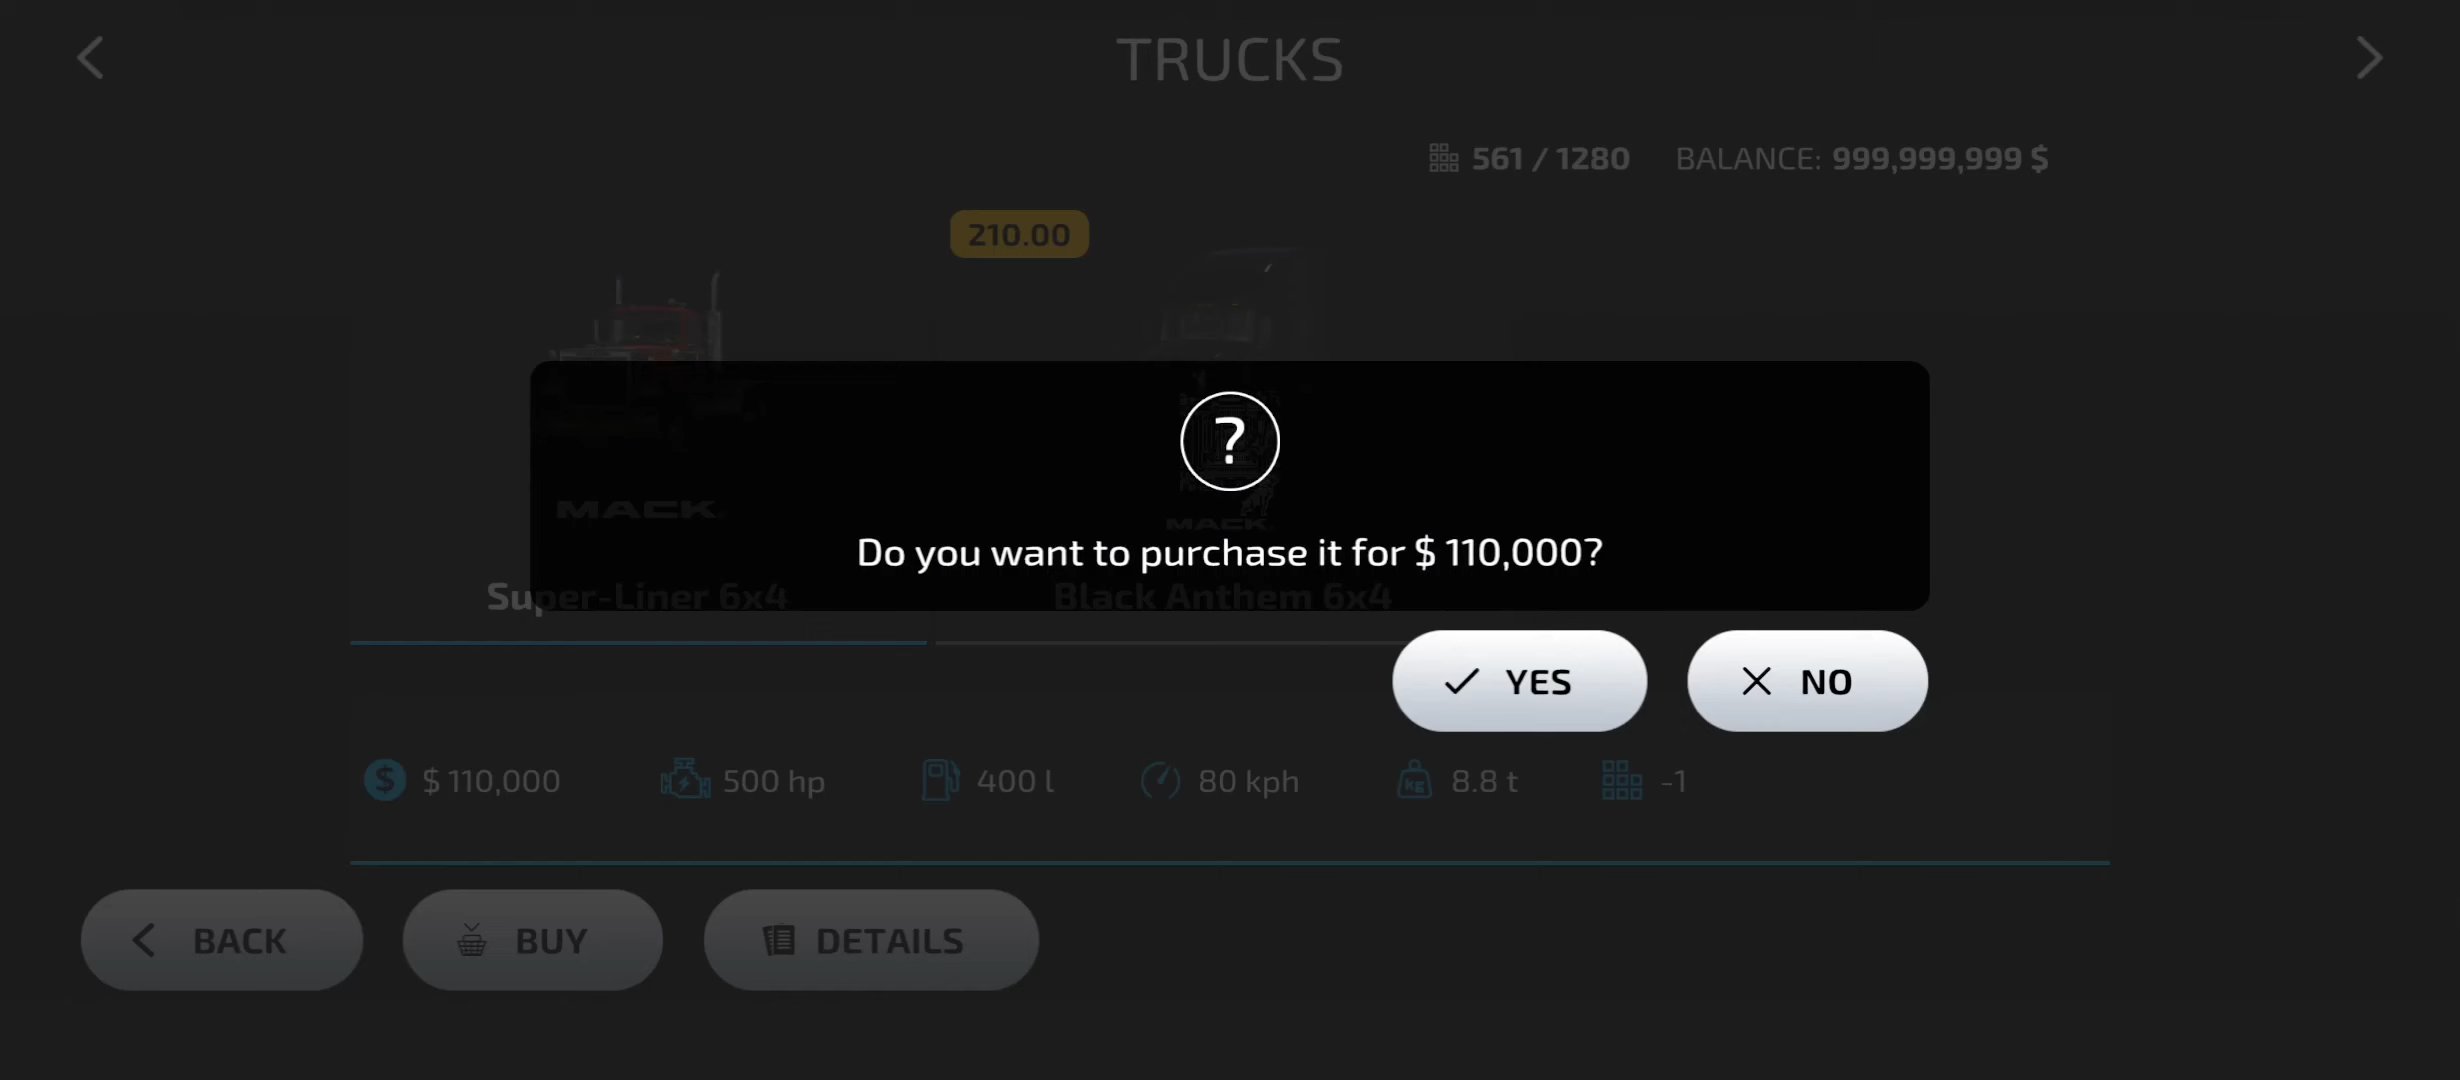 TRUCKS
561 / 1280 BALANCE: 999,999,999 $
210.00
?
MACK
MACK
Do you want to purchase it for $ 110,000?
Super-Liner 6x4
Black Anthem 6x4
YES
NO
$ $ 110,000
500 hp
400 l
80 kph
kg 8.8 t
-1
BACK
BUY
DETAILS